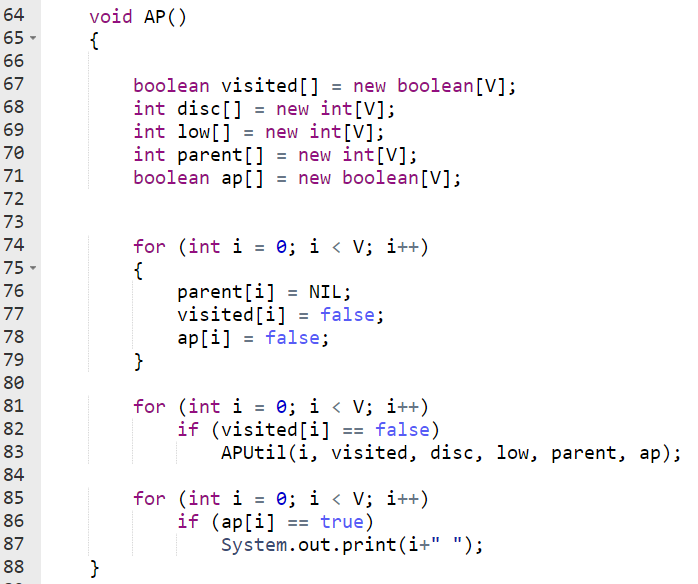 64 void AP()
65 {
66
67 boolean visited[] = new boolean[V];
68 int disc[] = new int[V];
69 int low[] = new int[V];
70 int parent[] = new int[V];
71 boolean ap[] = new boolean[V];
72
73
74 for (int i = 0; i < V; i++)
75 {
76 parent[i] = NIL;
77 visited[i] = false;
78 ap[i] = false;
79 }
80
81 for (int i = 0; i < V; i++)
82 if (visited[i] == false)
83 APUtil(i, visited, disc, low, parent, ap);
84
85 for (int i = 0; i < V; i++)
86 if (ap[i] == true)
87 System.out.print(i+" ");
88 }